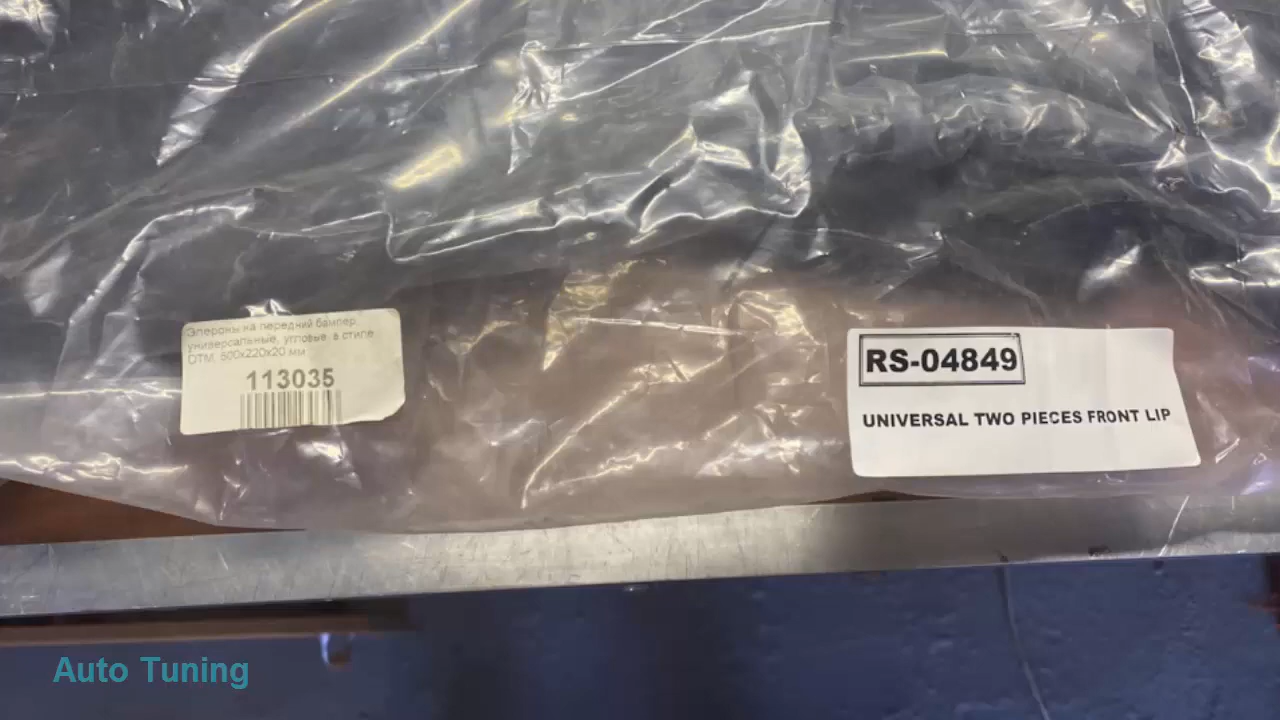 Элероны на передний бампер
универсальные, угловые, в стиле
DTM, 500x220x20 мм
113035
RS-04849
UNIVERSAL TWO PIECES FRONT LIP
Auto Tuning